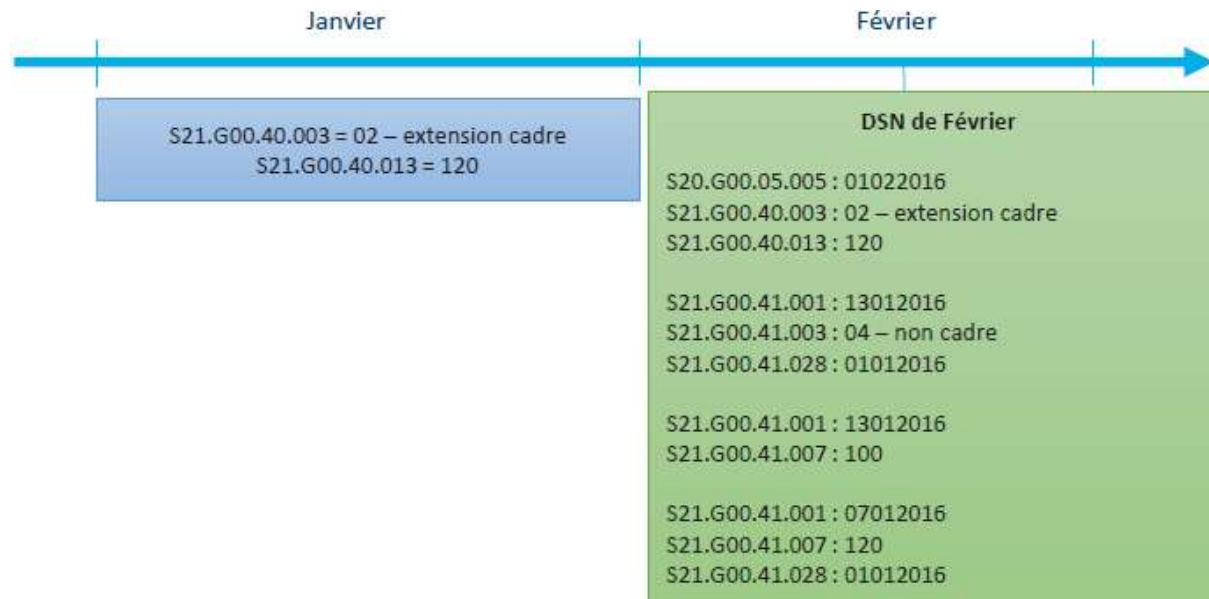 Janvier
Février
S21.G00.40.003 = 02 – extension cadre
S21.G00.40.013 = 120
DSN de Février
S20.G00.05.005 : 01022016
S21.G00.40.003 : 02 – extension cadre
S21.G00.40.013 : 120
S21.G00.41.001 : 13012016
S21.G00.41.003 : 04 – non cadre
S21.G00.41.028 : 01012016
S21.G00.41.001 : 13012016
S21.G00.41.007 : 100
S21.G00.41.001 : 07012016
S21.G00.41.007 : 120
S21.G00.41.028 : 01012016